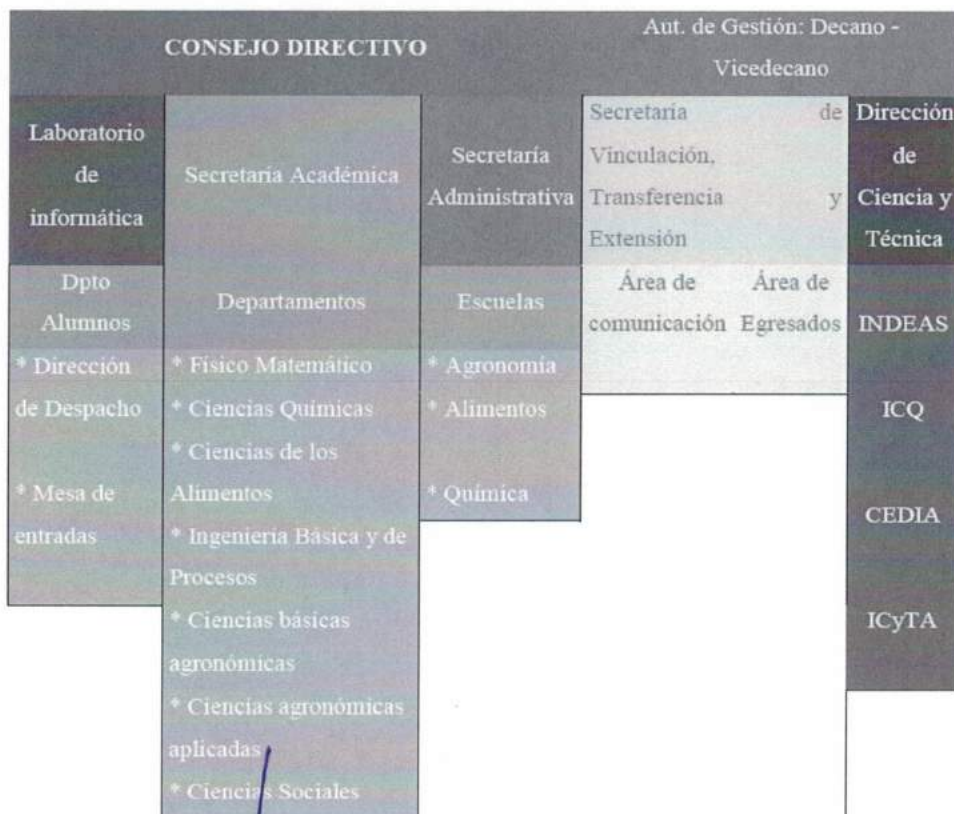 CONSEJO DIRECTIVO
Aut. de Gestión: Decano -
Vicedecano
Laboratorio
de
informática
Secretaría Académica
Secretaría
Administrativa
Secretaría de
Vinculación,
Transferencia y
Extensión
Dirección
de
Ciencia y
Técnica
Dpto
Alumnos
Departamentos
Escuelas
Área de
comunicación
Área de
Egresados
INDEAS
ICQ
CEDIA
ICyTA
* Dirección
de Despacho
* Mesa de
entradas
* Físico Matemático
* Ciencias Químicas
* Ciencias de los
Alimentos
* Ingeniería Básica y de
Procesos
* Ciencias básicas
agronómicas
* Ciencias agronómicas
aplicadas
* Ciencias Sociales
* Agronomía
* Alimentos
* Química